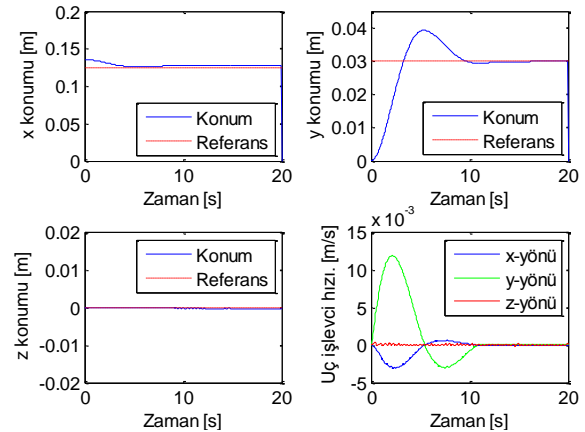 x konumu [m]
0.2
0.15
0.1
0.05
0
0 10 20
Zaman [s]
Konum
Referans
y konumu [m]
0.04
0.03
0.02
0.01
0
0 10 20
Zaman [s]
Konum
Referans
z konumu [m]
0.02
0.01
0
-0.01
-0.02
0 10 20
Zaman [s]
Konum
Referans
Uç işlevci hızı. [m/s]
x 10⁻³
15
10
5
0
-5
0 10 20
Zaman [s]
x-yönü
y-yönü
z-yönü